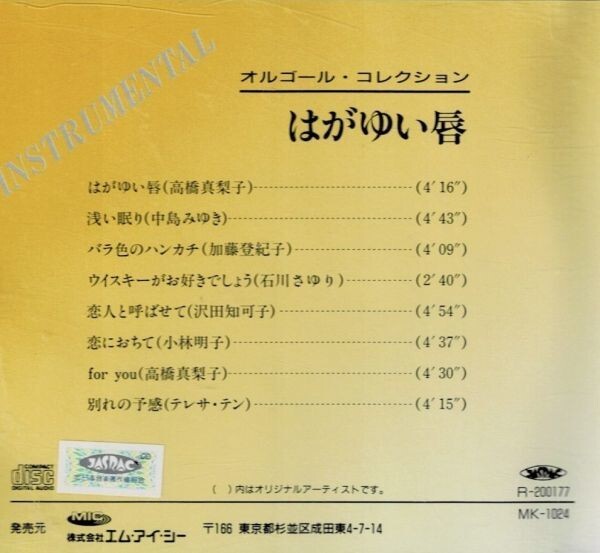 INSTRUMENTAL
オルゴール・コレクション
はがゆい唇
はがゆい唇(高橋真梨子)(4′16″)
浅い眠り(中島みゆき)(4′43″)
バラ色のハンカチ(加藤登紀子)(4′09″)
ウイスキーがお好きでしょう(石川さゆり)(2′40″)
恋人と呼ばせて(沢田知可子)(4′54″)
恋におちて(小林明子)(4′37″)
for you(高橋真梨子)(4′30″)
別れの予感(テレサ・テン)(4′15″)
COMPACT
disc
DIGITAL AUDIO
JASRAC
CD
JASRAC
( )内はオリジナルアーティストです。
R-200177
MK-1024
発売元
MIC
株式会社エム・アイ・シー
〒166 東京都杉並区成田東4-7-14